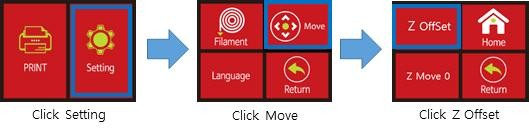 PRINT
Setting
Click Setting
Filament
Move
Language
Return
Click Move
Z OffSet
Home
Z Move 0
Return
Click Z Offset